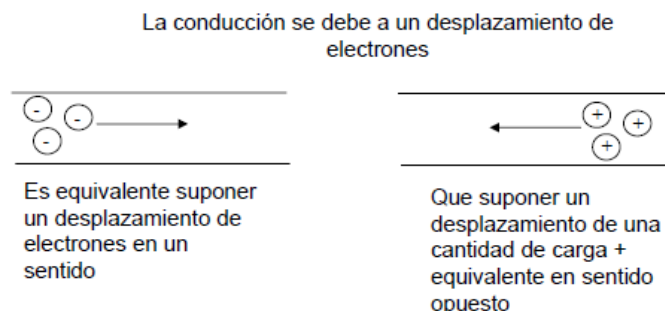 La conducción se debe a un desplazamiento de
electrones
-
-
-
+
+
+
Es equivalente suponer
un desplazamiento de
electrones en un
sentido
Que suponer un
desplazamiento de una
cantidad de carga +
equivalente en sentido
opuesto